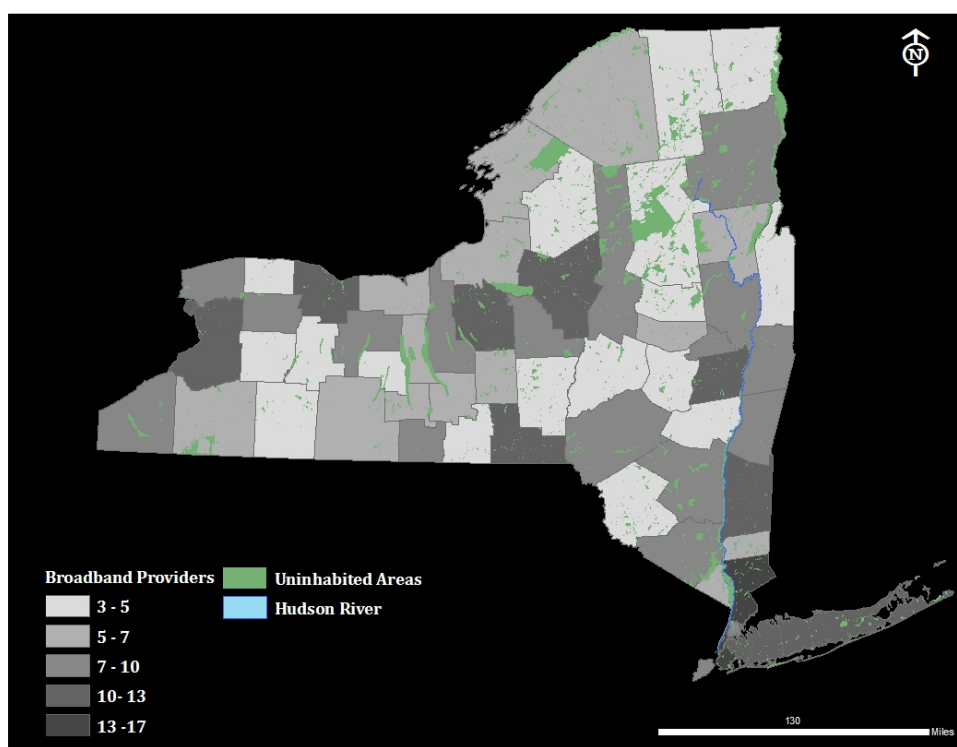 N
Broadband Providers
3 - 5
5 - 7
7 - 10
10- 13
13 -17
Uninhabited Areas
Hudson River
130
Miles